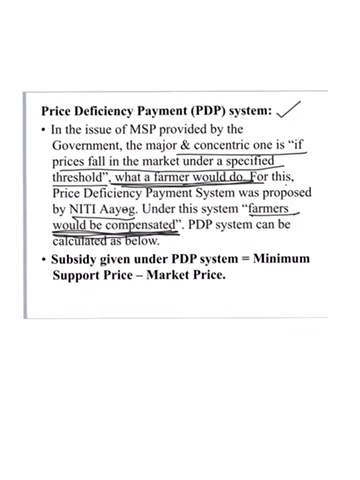 Price Deficiency Payment (PDP) system:
• In the issue of MSP provided by the
Government, the major & concentric one is “if
prices fall in the market under a specified
threshold”, what a farmer would do. For this,
Price Deficiency Payment System was proposed
by NITI Aayog. Under this system “farmers
would be compensated”. PDP system can be
calculated as below.
• Subsidy given under PDP system = Minimum
Support Price – Market Price.